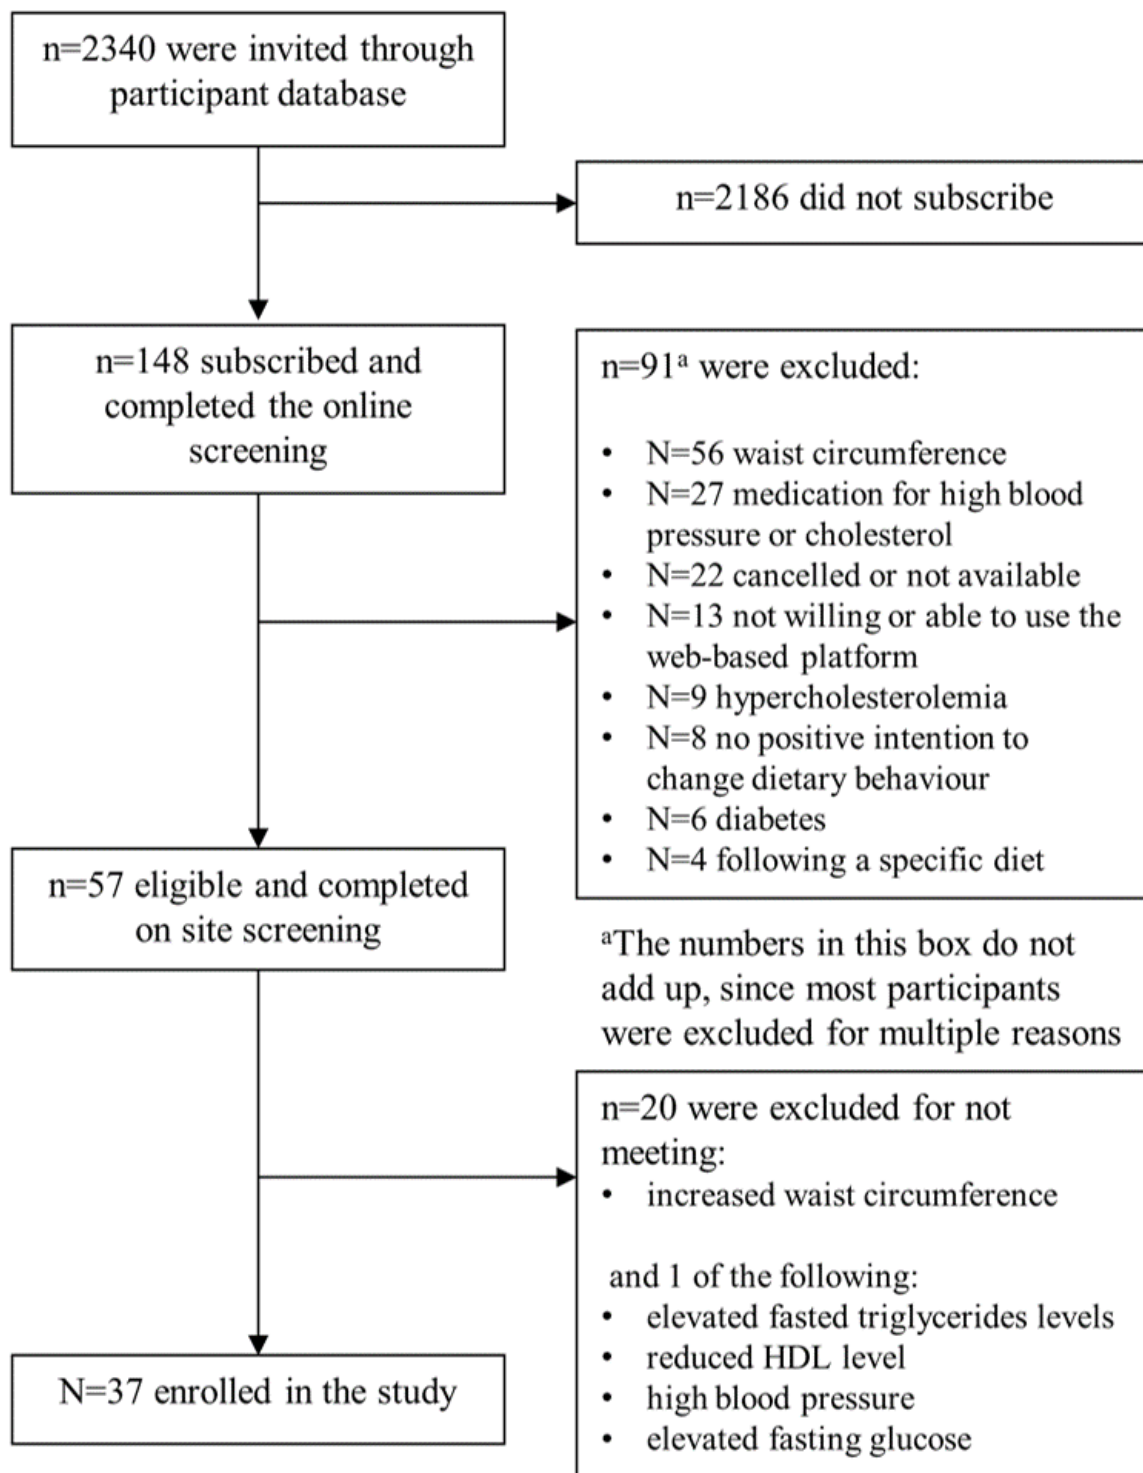 n=2340 were invited through
participant database
n=2186 did not subscribe
n=148 subscribed and
completed the online
screening
n=91ᵃ were excluded:
• N=56 waist circumference
• N=27 medication for high blood
pressure or cholesterol
• N=22 cancelled or not available
• N=13 not willing or able to use the
web-based platform
• N=9 hypercholesterolemia
• N=8 no positive intention to
change dietary behaviour
• N=6 diabetes
• N=4 following a specific diet
ᵃThe numbers in this box do not
add up, since most participants
were excluded for multiple reasons
n=57 eligible and completed
on site screening
n=20 were excluded for not
meeting:
• increased waist circumference
and 1 of the following:
• elevated fasted triglycerides levels
• reduced HDL level
• high blood pressure
• elevated fasting glucose
N=37 enrolled in the study